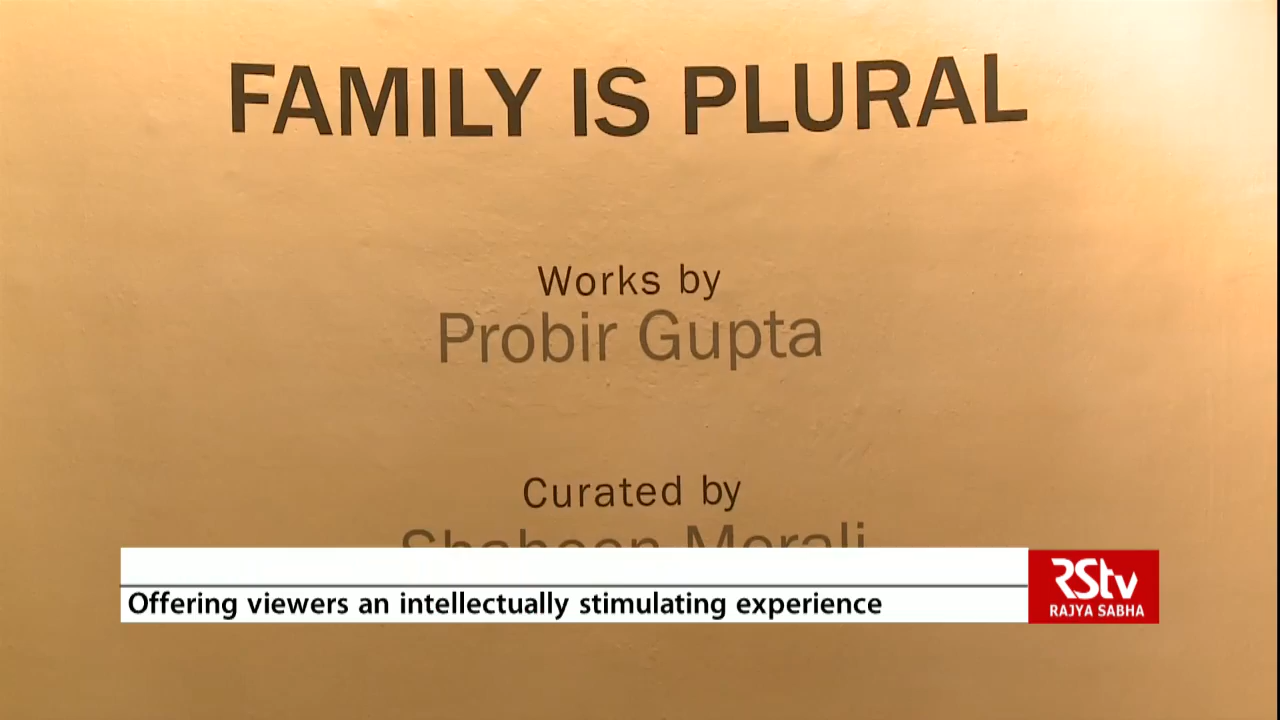 FAMILY IS PLURAL
Works by
Probir Gupta
Curated by
Offering viewers an intellectually stimulating experience
RStv
RAJYA SABHA